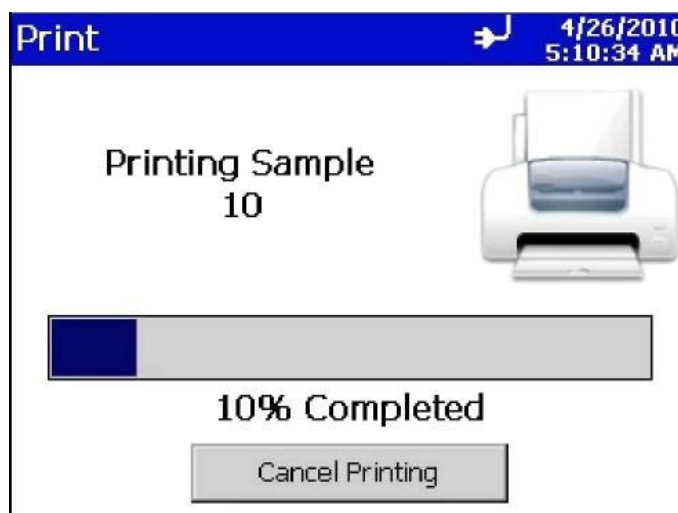 Print
4/26/2010
5:10:34 AM
Printing Sample
10
10% Completed
Cancel Printing